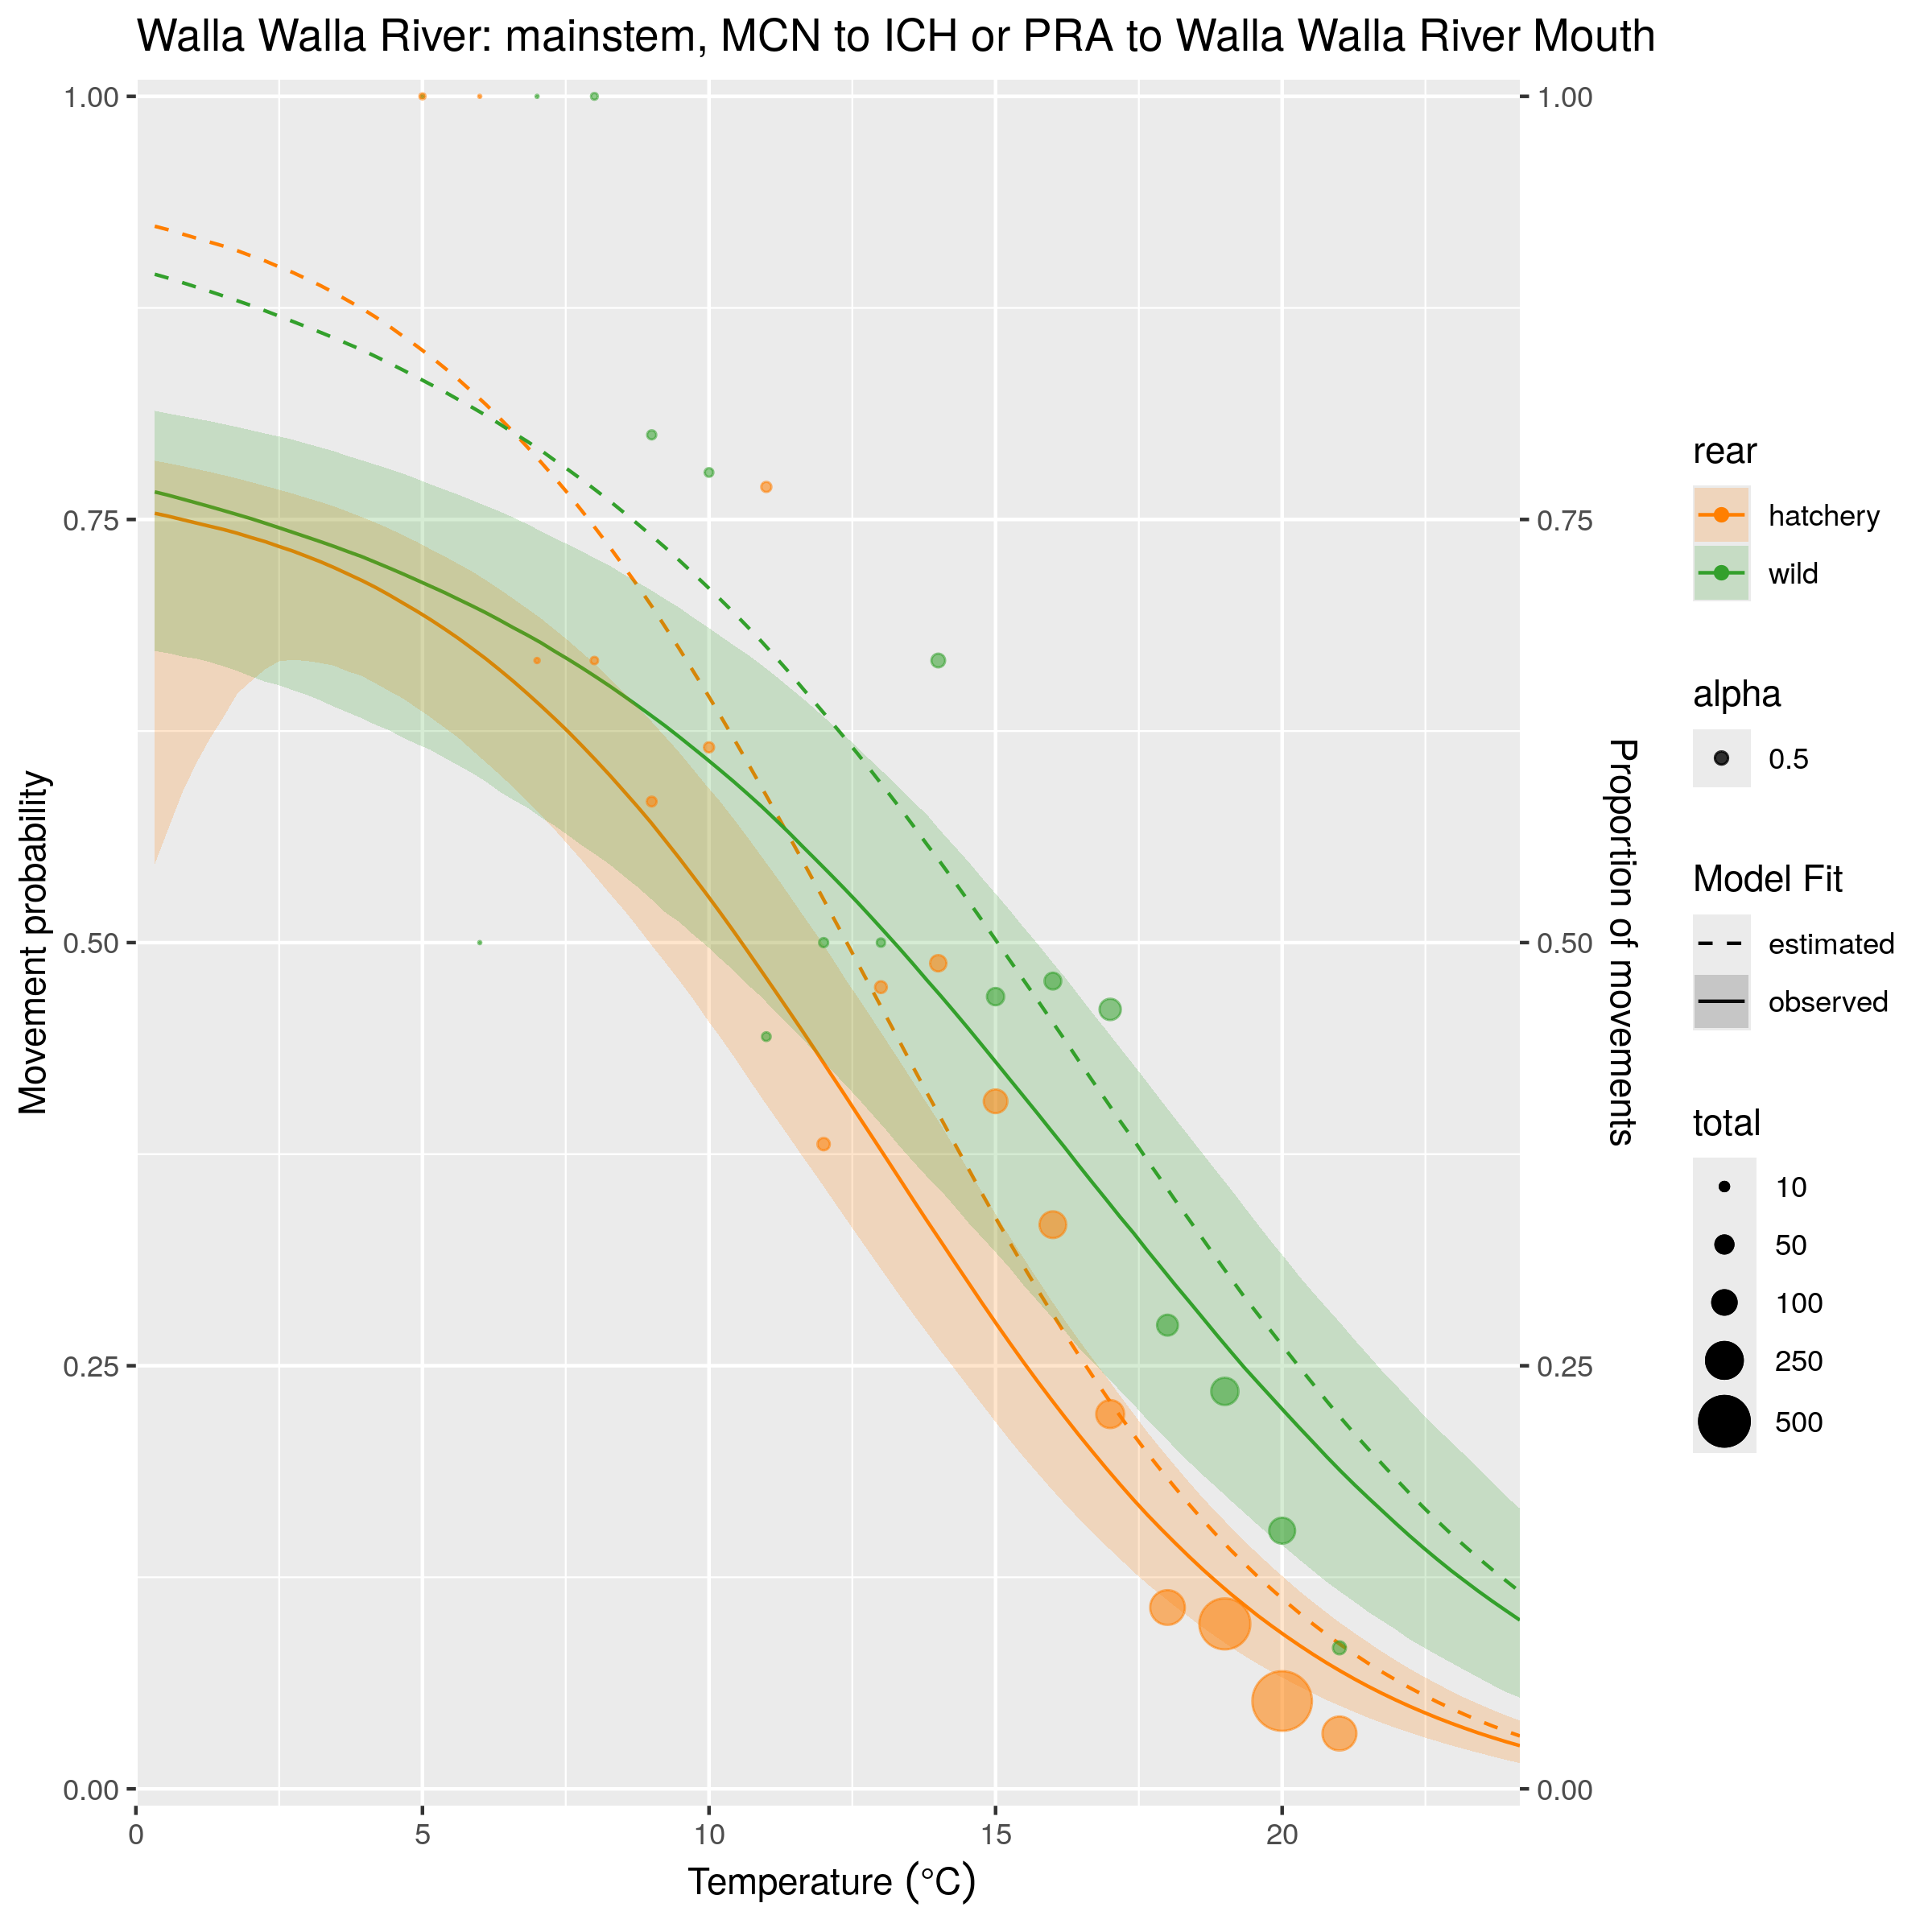 Walla Walla River: mainstem, MCN to ICH or PRA to Walla Walla River Mouth
Movement probability
1.00
0.75
0.50
0.25
0.00
0
5
10
15
20
Temperature (°C)
1.00
0.75
0.50
0.25
0.00
Proportion of movements
rear
hatchery
wild
alpha
0.5
Model Fit
estimated
observed
total
10
50
100
250
500